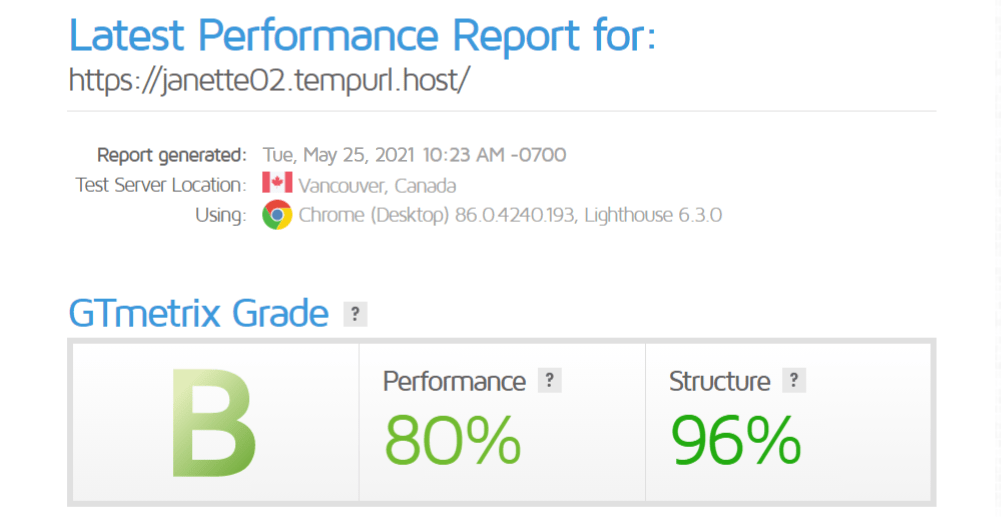 Latest Performance Report for:
https://janette02.tempurl.host/
Report generated: Tue, May 25, 2021 10:23 AM -0700
Test Server Location: Vancouver, Canada
Using: Chrome (Desktop) 86.0.4240.193, Lighthouse 6.3.0
GTmetrix Grade ?
B
Performance ?
80%
Structure ?
96%